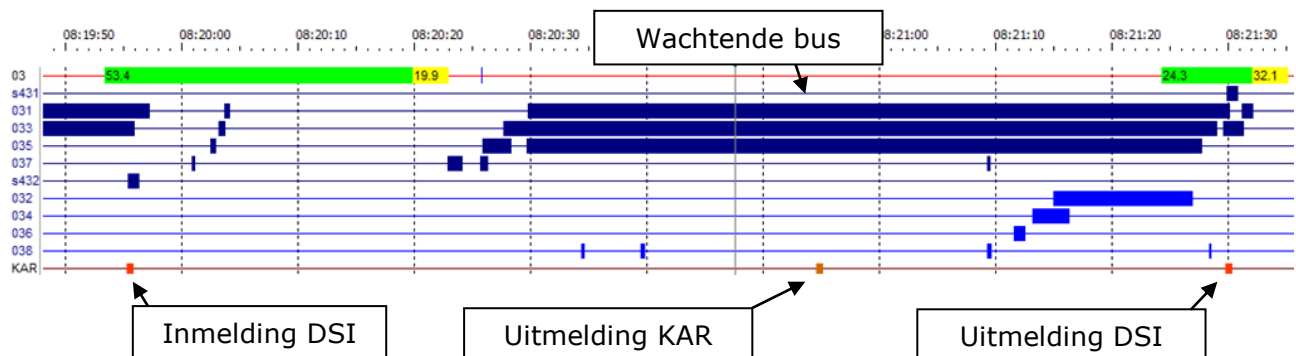 Wachtende bus
08:19:50 08:20:00 08:20:10 08:20:20 08:20:30 08:21:00 08:21:10 08:21:20 08:21:30
03 53.4 19.9 24.3 32.1
s431
031
033
035
037
s432
032
034
036
038
KAR
Inmelding DSI Uitmelding KAR Uitmelding DSI